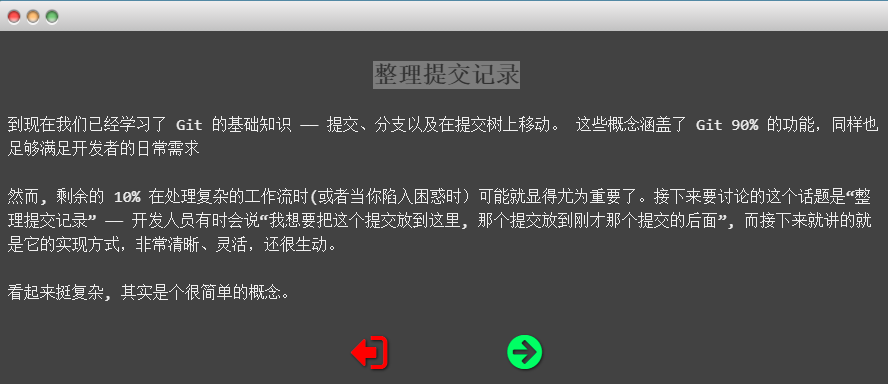 整理提交记录
到现在我们已经学习了 Git 的基础知识 —— 提交、分支以及在提交树上移动。 这些概念涵盖了 Git 90% 的功能，同样也
足够满足开发者的日常需求
然而, 剩余的 10% 在处理复杂的工作流时(或者当你陷入困惑时）可能就显得尤为重要了。接下来要讨论的这个话题是“整
理提交记录” —— 开发人员有时会说“我想要把这个提交放到这里, 那个提交放到刚才那个提交的后面”, 而接下来就讲的就
是它的实现方式，非常清晰、灵活，还很生动。
看起来挺复杂, 其实是个很简单的概念。